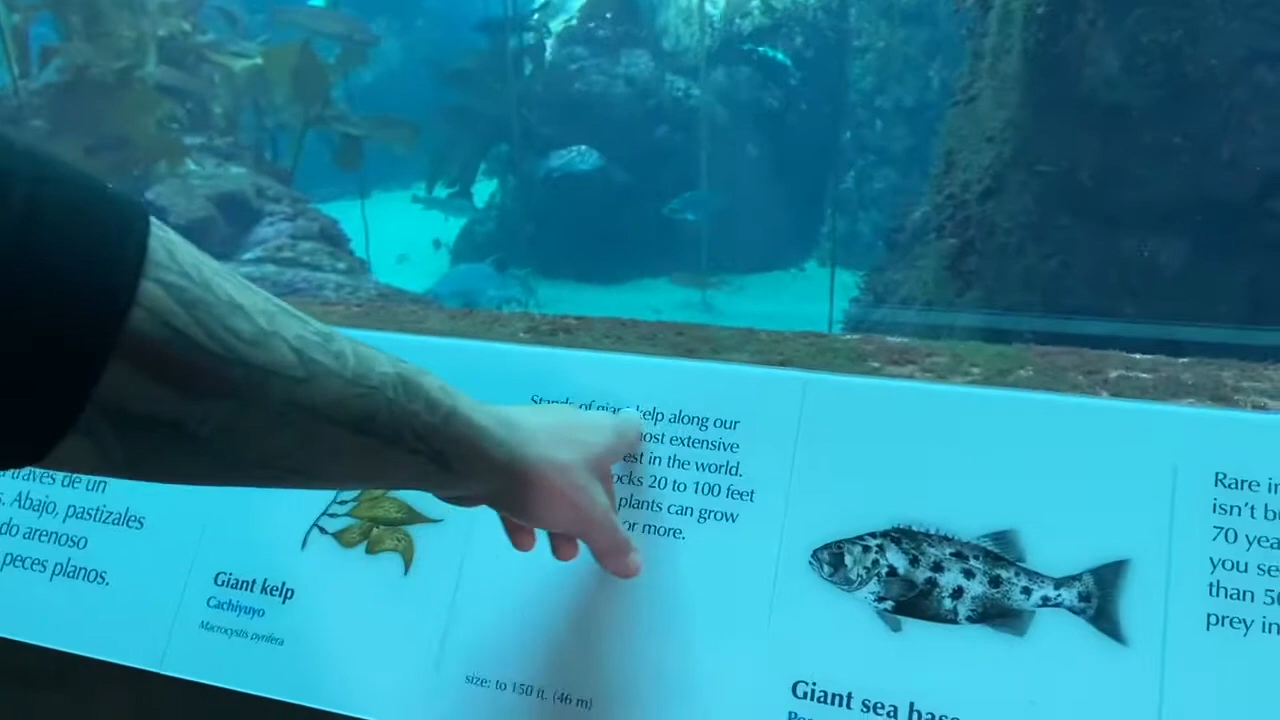 a través de un
s. Abajo, pastizales
do arenoso
peces planos.
Giant kelp
Cachiyuyo
Macrocystis pyrifera
Stands of giant kelp along our
most extensive
est in the world.
ocks 20 to 100 feet
plants can grow
or more.
size: to 150 ft. (46 m)
Giant sea bass
Rare in
isn't b
70 yea
you se
than 50
prey in